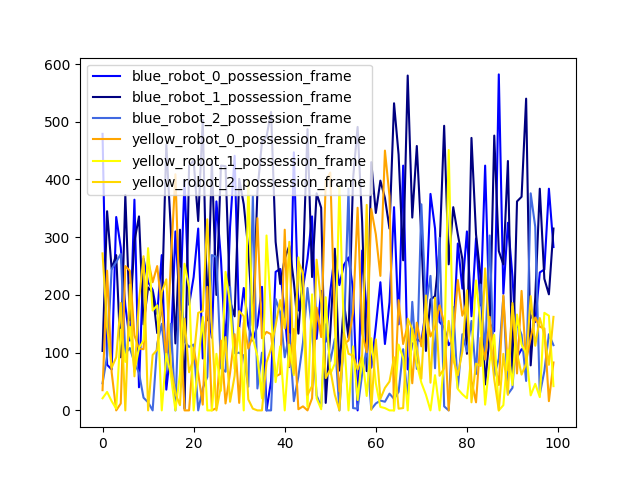 600
500
400
300
200
100
0
blue_robot_0_possession_frame
blue_robot_1_possession_frame
blue_robot_2_possession_frame
yellow_robot_0_possession_frame
yellow_robot_1_possession_frame
yellow_robot_2_possession_frame
0 20 40 60 80 100